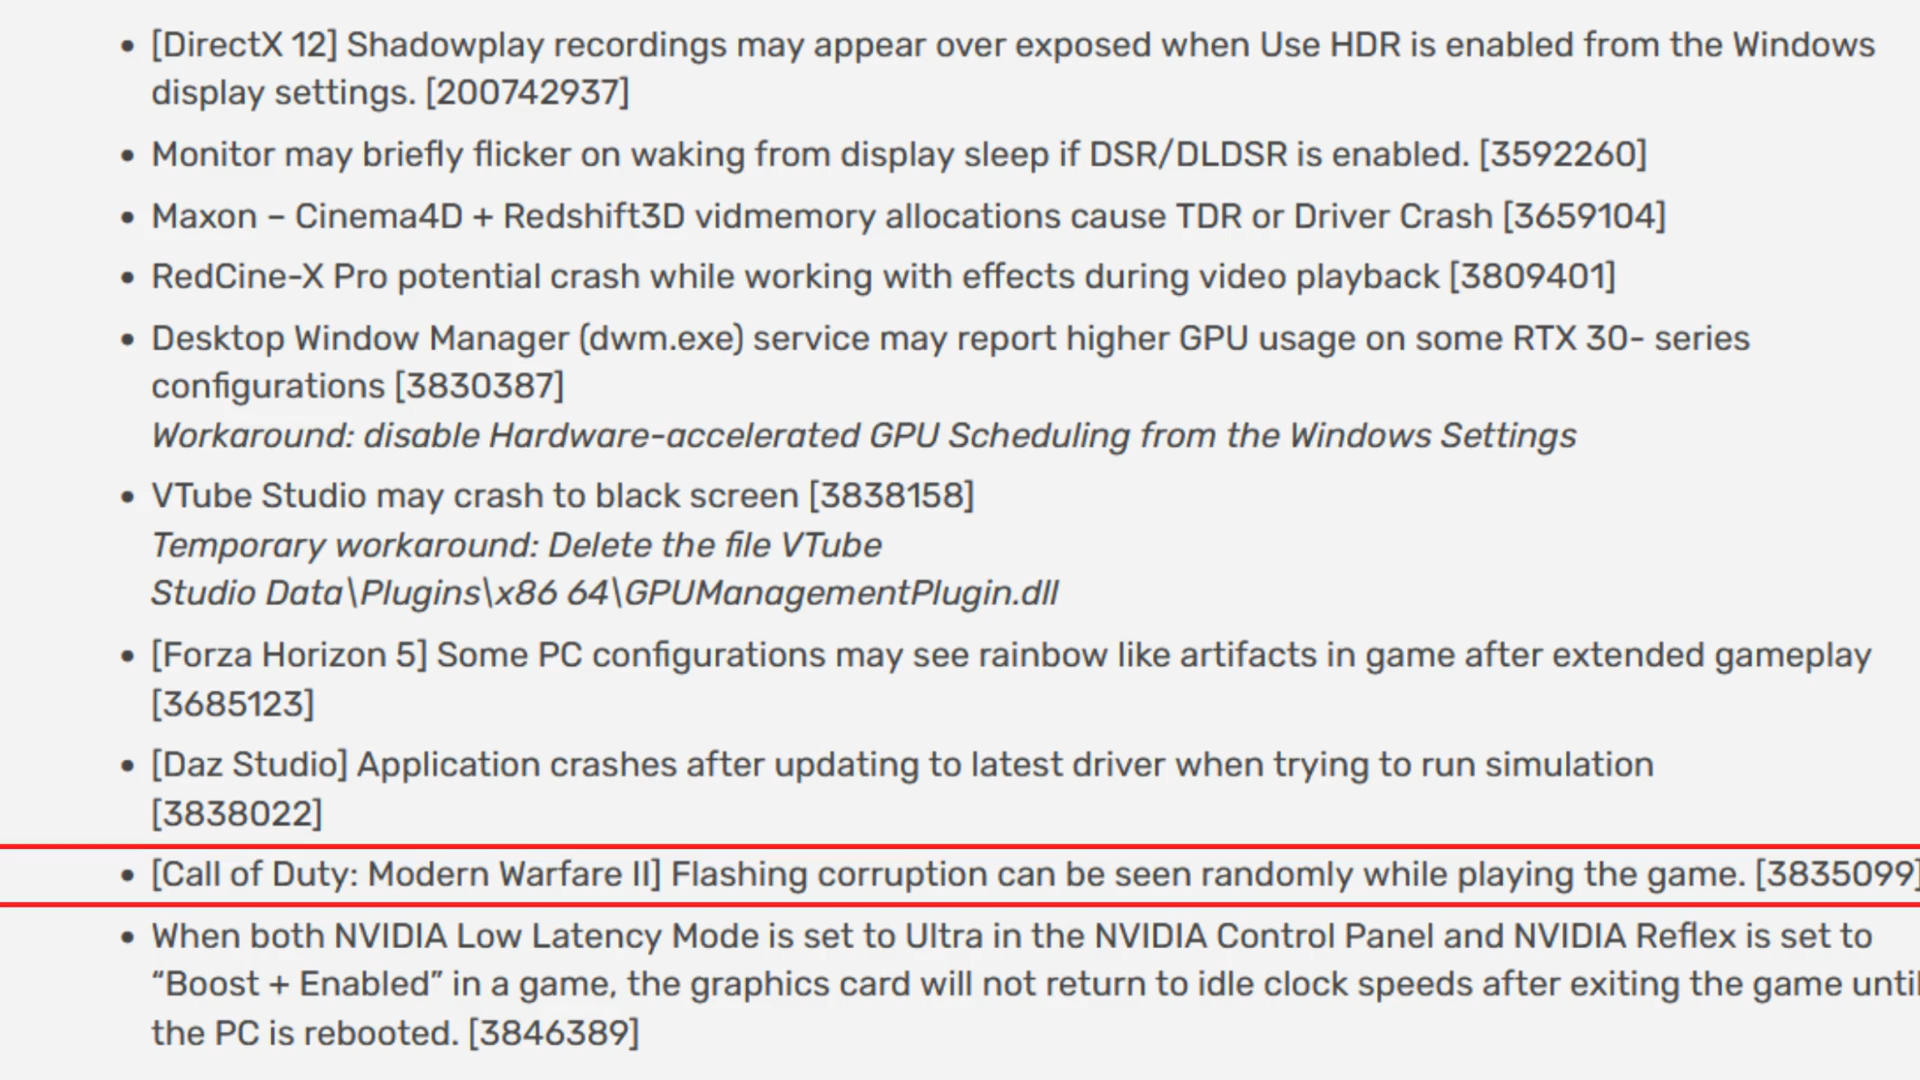 • [DirectX 12] Shadowplay recordings may appear over exposed when Use HDR is enabled from the Windows
display settings. [200742937]
• Monitor may briefly flicker on waking from display sleep if DSR/DLDSR is enabled. [3592260]
• Maxon – Cinema4D + Redshift3D vidmemory allocations cause TDR or Driver Crash [3659104]
• RedCine-X Pro potential crash while working with effects during video playback [3809401]
• Desktop Window Manager (dwm.exe) service may report higher GPU usage on some RTX 30- series
configurations [3830387]
Workaround: disable Hardware-accelerated GPU Scheduling from the Windows Settings
• VTube Studio may crash to black screen [3838158]
Temporary workaround: Delete the file VTube
Studio Data\Plugins\x86 64\GPUManagementPlugin.dll
• [Forza Horizon 5] Some PC configurations may see rainbow like artifacts in game after extended gameplay
[3685123]
• [Daz Studio] Application crashes after updating to latest driver when trying to run simulation
[3838022]
• [Call of Duty: Modern Warfare II] Flashing corruption can be seen randomly while playing the game. [3835099]
• When both NVIDIA Low Latency Mode is set to Ultra in the NVIDIA Control Panel and NVIDIA Reflex is set to
“Boost + Enabled” in a game, the graphics card will not return to idle clock speeds after exiting the game until
the PC is rebooted. [3846389]